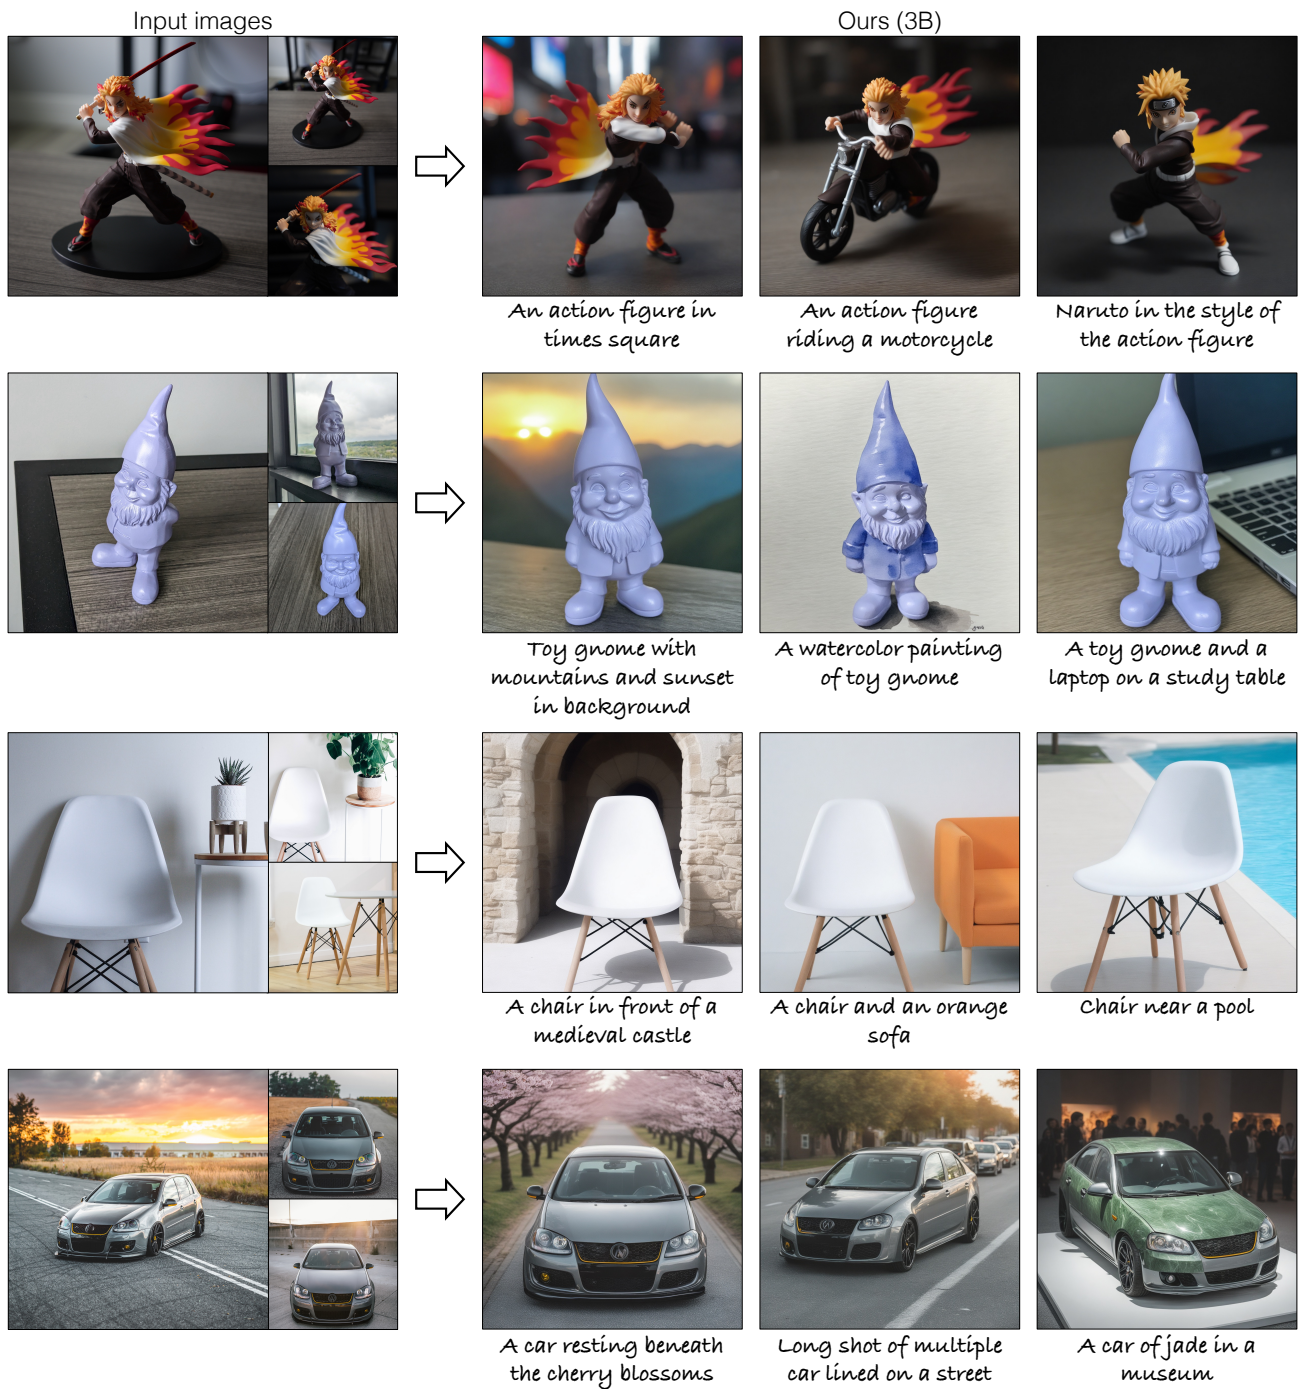 Input images
Ours (3B)
An action figure in
times square
An action figure
riding a motorcycle
Naruto in the style of
the action figure
Toy gnome with
mountains and sunset
in background
A watercolor painting
of toy gnome
A toy gnome and a
laptop on a study table
A chair in front of a
medieval castle
A chair and an orange
sofa
Chair near a pool
A car resting beneath
the cherry blossoms
Long shot of multiple
car lined on a street
A car of jade in a
museum